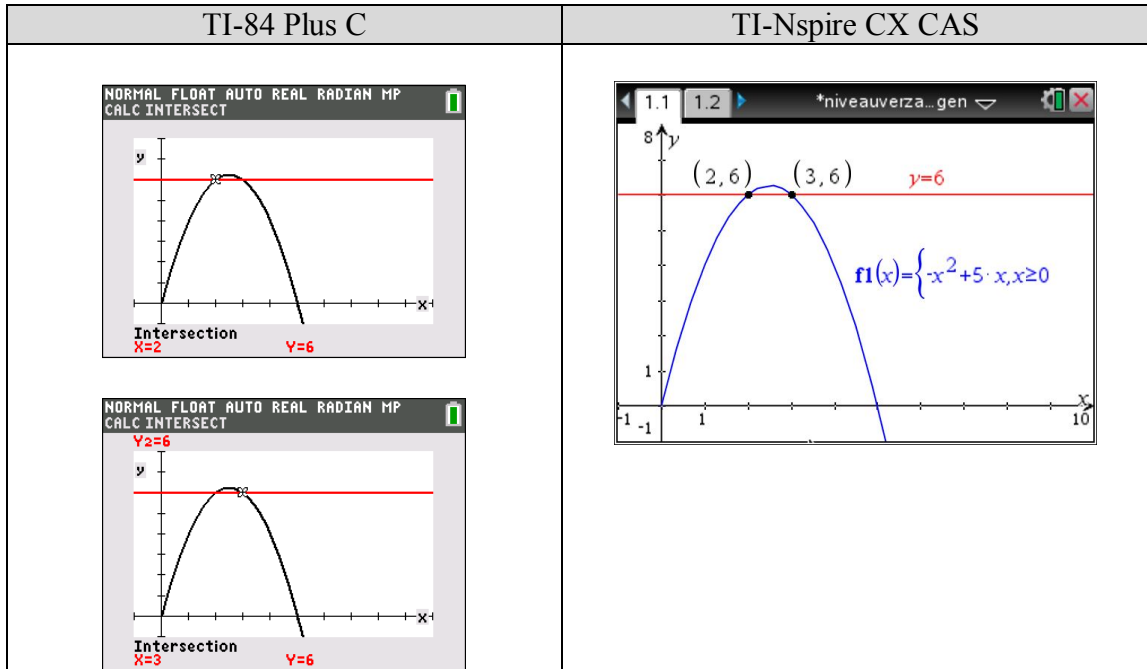 TI-84 Plus C
TI-Nspire CX CAS
NORMAL FLOAT AUTO REAL RADIAN MP
CALC INTERSECT
y
x
Intersection
X=2 Y=6
NORMAL FLOAT AUTO REAL RADIAN MP
CALC INTERSECT
Y2=6
y
x
Intersection
X=3 Y=6
1.1 1.2 *niveauverza…gen
8 y
(2,6) (3,6) y=6
f1(x)={-x²+5·x,x≥0
1
x
-1 -1 1 10